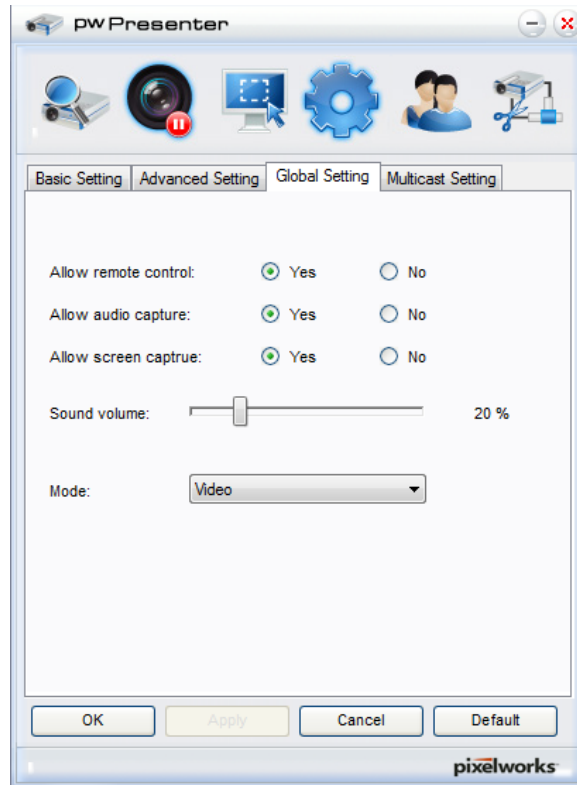 pwPresenter
Basic Setting Advanced Setting Global Setting Multicast Setting
Allow remote control: Yes No
Allow audio capture: Yes No
Allow screen captrue: Yes No
Sound volume: 20 %
Mode: Video
OK Apply Cancel Default
pixelworks